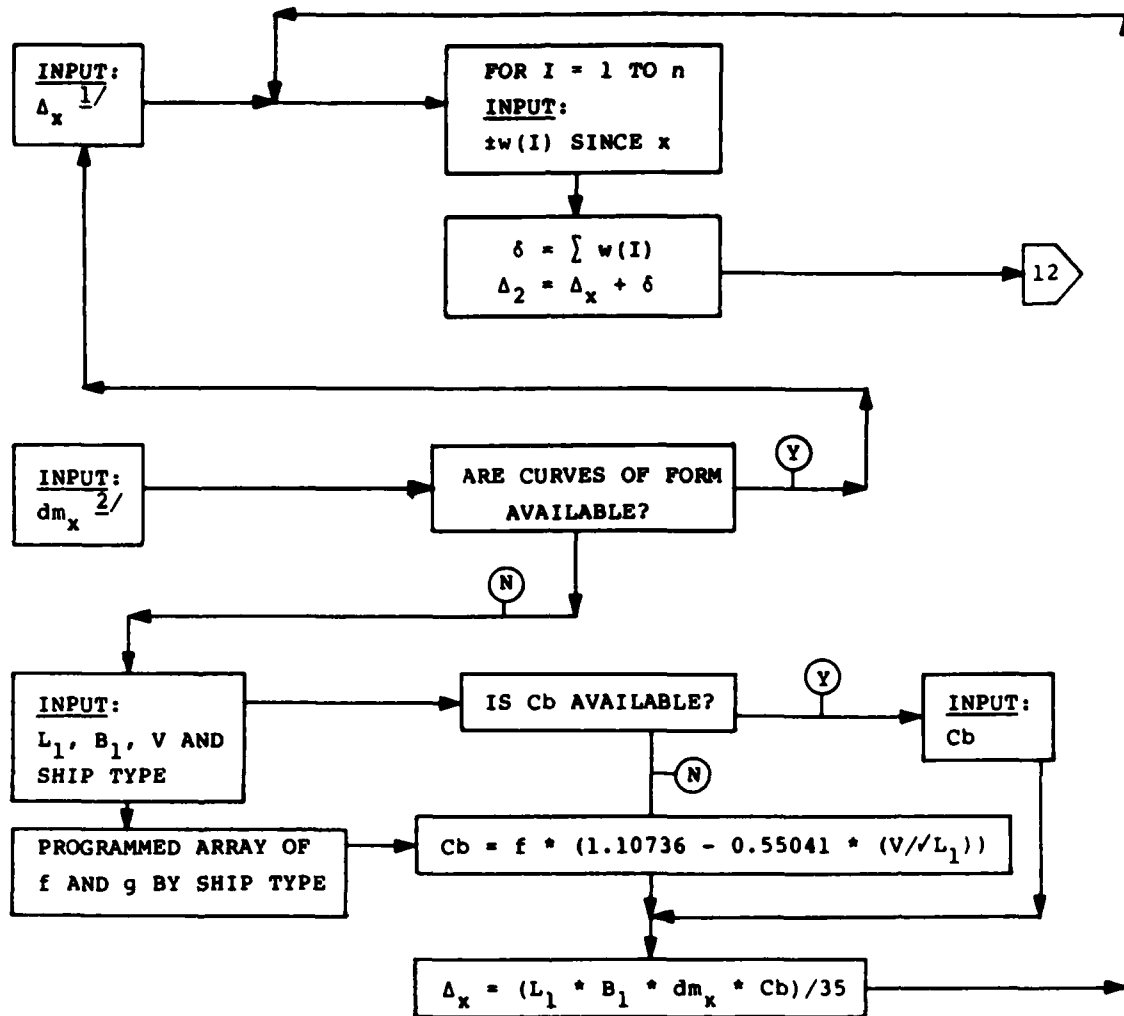 INPUT:
Δx 1/
FOR I = 1 TO n
INPUT:
±w(I) SINCE x
δ = ∑ w(I)
Δ2 = Δx + δ
12
INPUT:
dmx 2/
ARE CURVES OF FORM
AVAILABLE?
Y
N
INPUT:
L1, B1, V AND
SHIP TYPE
IS Cb AVAILABLE?
Y
INPUT:
Cb
N
PROGRAMMED ARRAY OF
f AND g BY SHIP TYPE
Cb = f * (1.10736 - 0.55041 * (V/√L1))
Δx = (L1 * B1 * dmx * Cb)/35